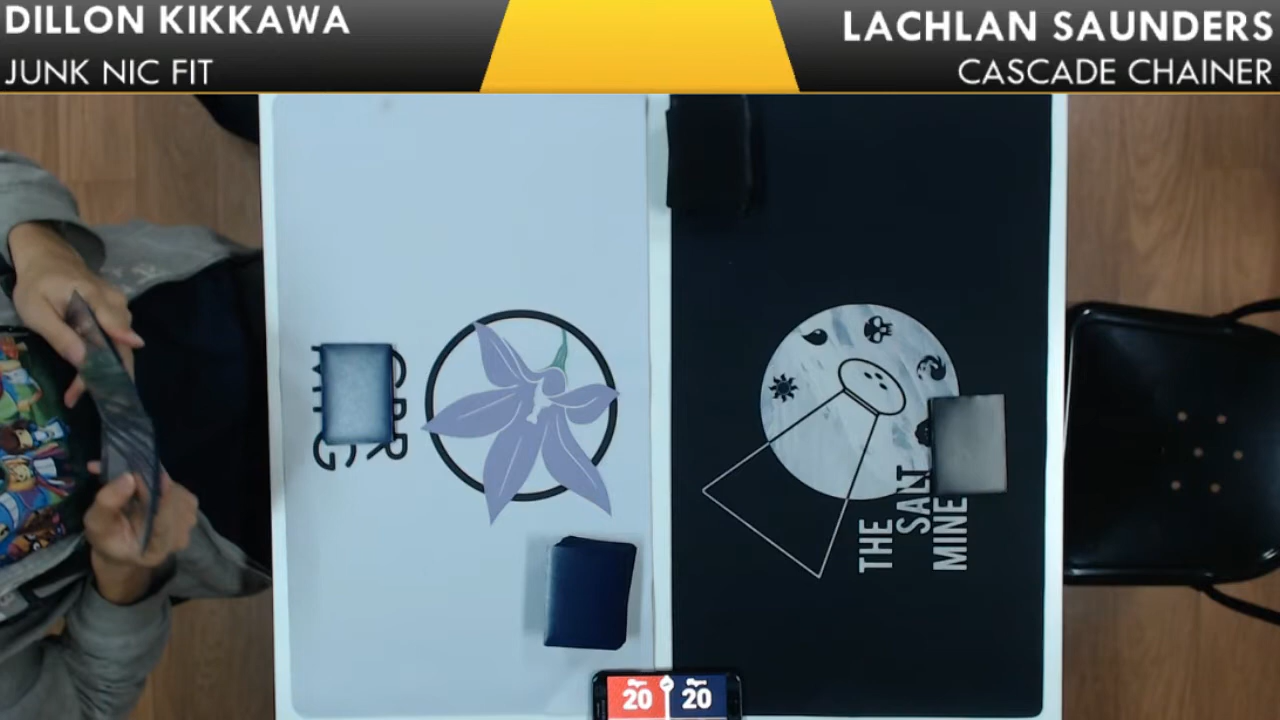 DILLON KIKKAWA
JUNK NIC FIT
LACHLAN SAUNDERS
CASCADE CHAINER
THE
SALT
MINE
20 20